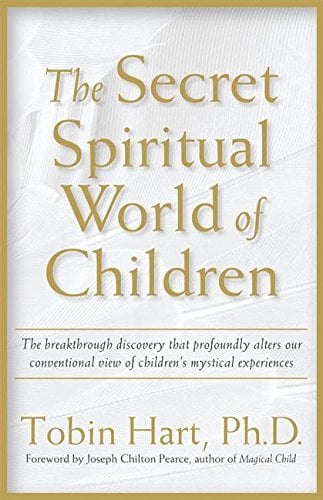 The Secret
Spiritual
World of
Children
The breakthrough discovery that profoundly alters our
conventional view of children's mystical experiences
Tobin Hart, Ph.D.
Foreword by Joseph Chilton Pearce, author of Magical Child